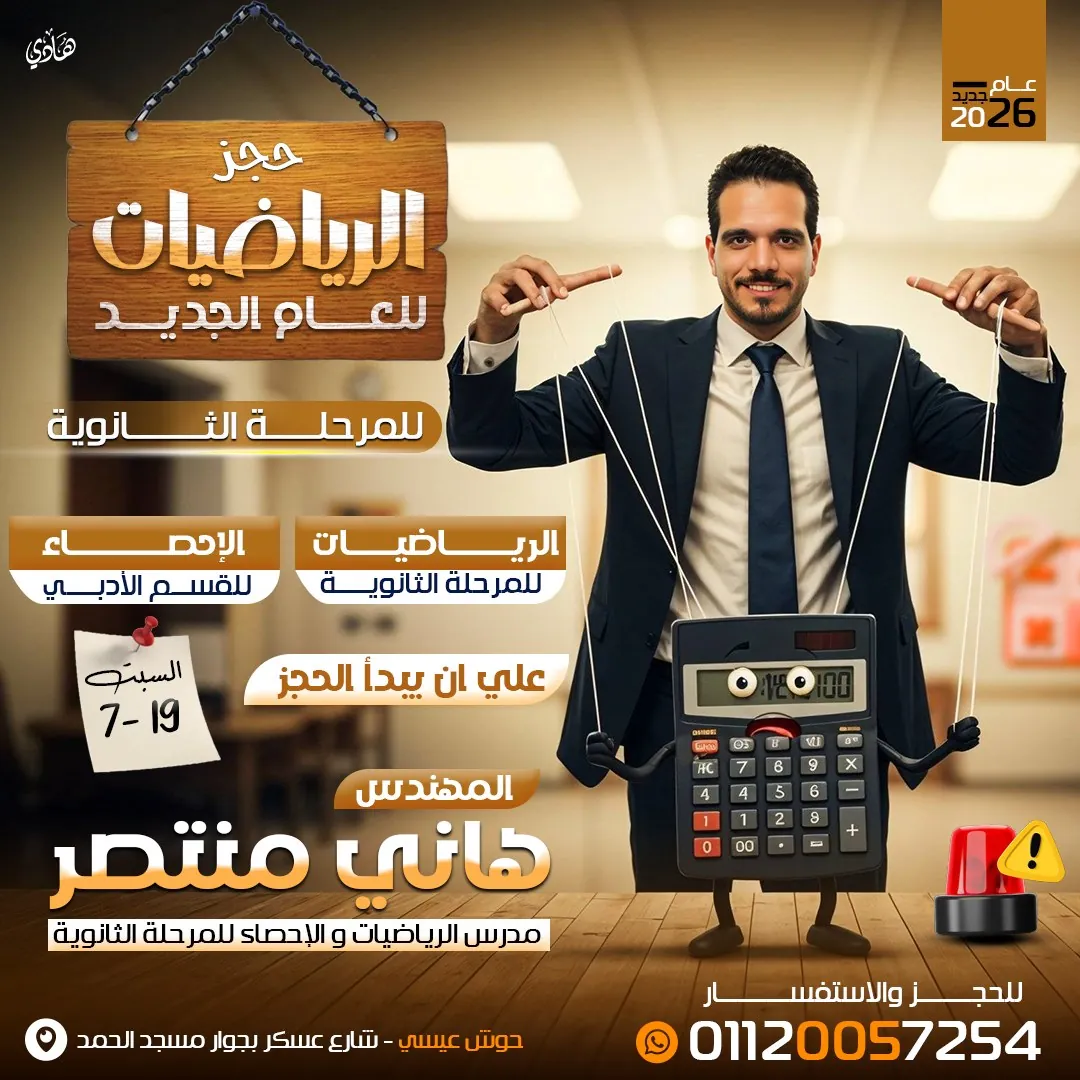 هادي
عام
جديد
2026
حجز
الرياضيات
للعام الجديد
للمرحلة الثانوية
الرياضيات
للمرحلة الثانوية
الإحصاء
للقسم الأدبي
علي ان يبدأ الحجز
السبت
7-19
المهندس
هاني منتصر
مدرس الرياضيات و الإحصاء للمرحلة الثانوية
للحجز والاستفسار
01120057254
حوش عيسي - شارع عسكر بجوار مسجد الحمد